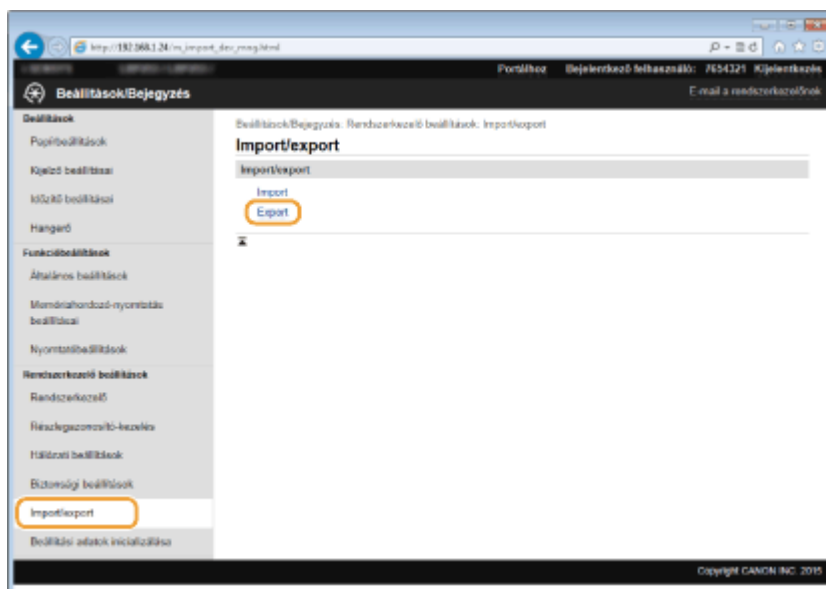 http://192.168.1.24/m_import_dev_mng.html
Portálhoz Bejelentkező felhasználó: 7654321 Kijelentkezés
Beállítások/Bejegyzés
E-mail a rendszerkezelőnek
Beállítások
Beállítások/Bejegyzés: Rendszerkezelő beállítások: Import/export
Papírbeállítások
Import/export
Kijelző beállításai
Import/export
Import
Időzítő beállításai
Export
Hangerő
Funkcióbeállítások
Általános beállítások
Memóriahordozó-nyomtatás
beállításai
Nyomtatóbeállítások
Rendszerkezelő beállítások
Rendszerkezelő
Részlegazonosító-kezelés
Hálózati beállítások
Biztonsági beállítások
Import/export
Beállítási adatok inicializálása
Copyright CANON INC. 2015